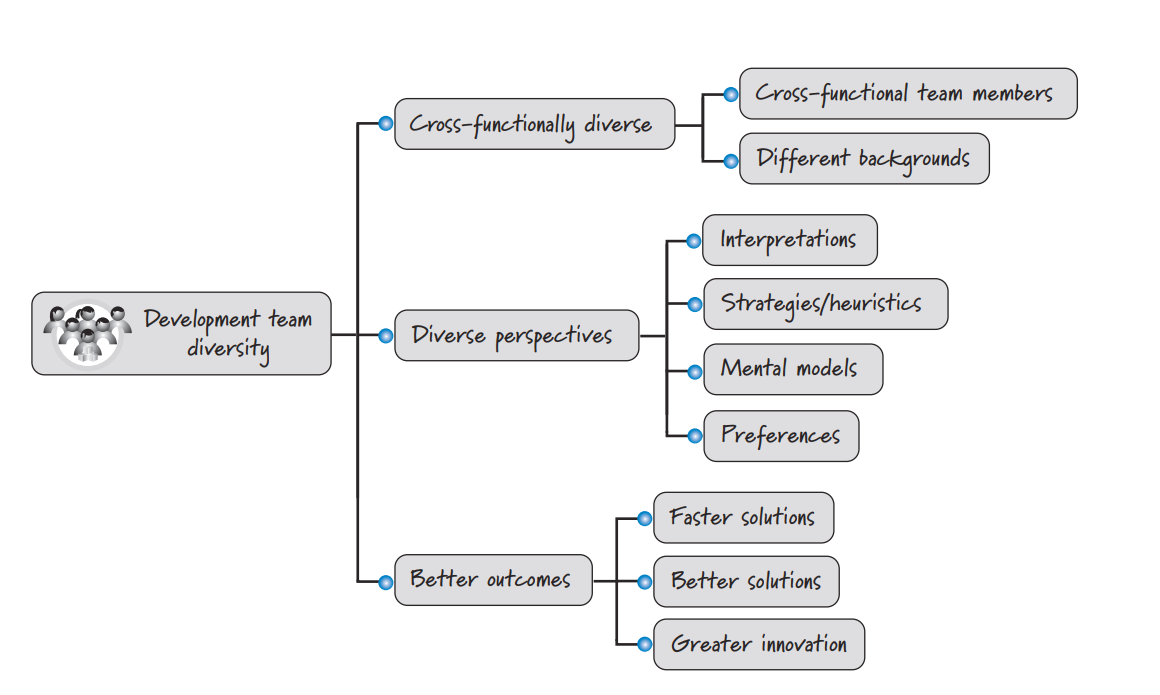 Development team
diversity
Cross-functionally diverse
Cross-functional team members
Different backgrounds
Diverse perspectives
Interpretations
Strategies/heuristics
Mental models
Preferences
Better outcomes
Faster solutions
Better solutions
Greater innovation